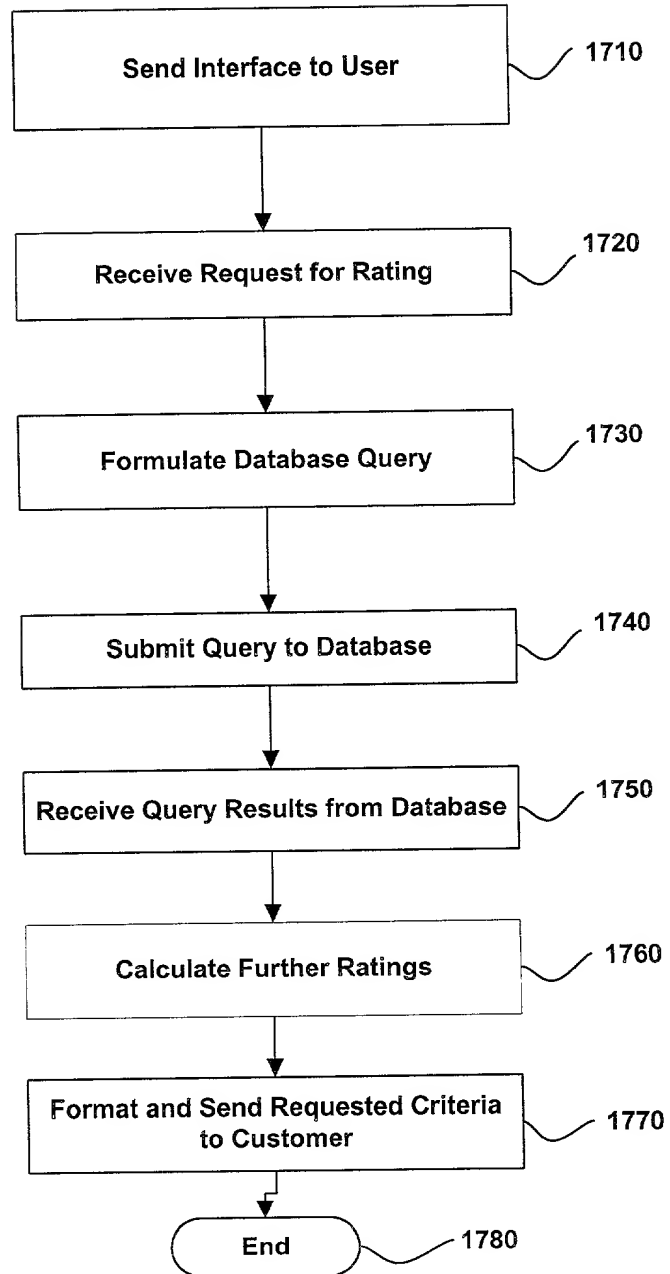 Send Interface to User
1710
Receive Request for Rating
1720
Formulate Database Query
1730
Submit Query to Database
1740
Receive Query Results from Database
1750
Calculate Further Ratings
1760
Format and Send Requested Criteria
to Customer
1770
End
1780